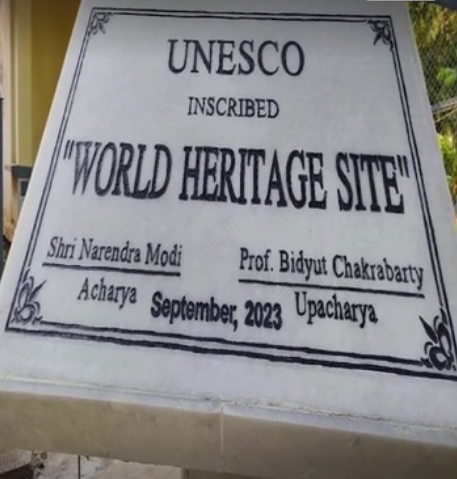 UNESCO
INSCRIBED
"WORLD HERITAGE SITE"
Shri Narendra Modi Prof. Bidyut Chakrabarty
Acharya Upacharya
September, 2023